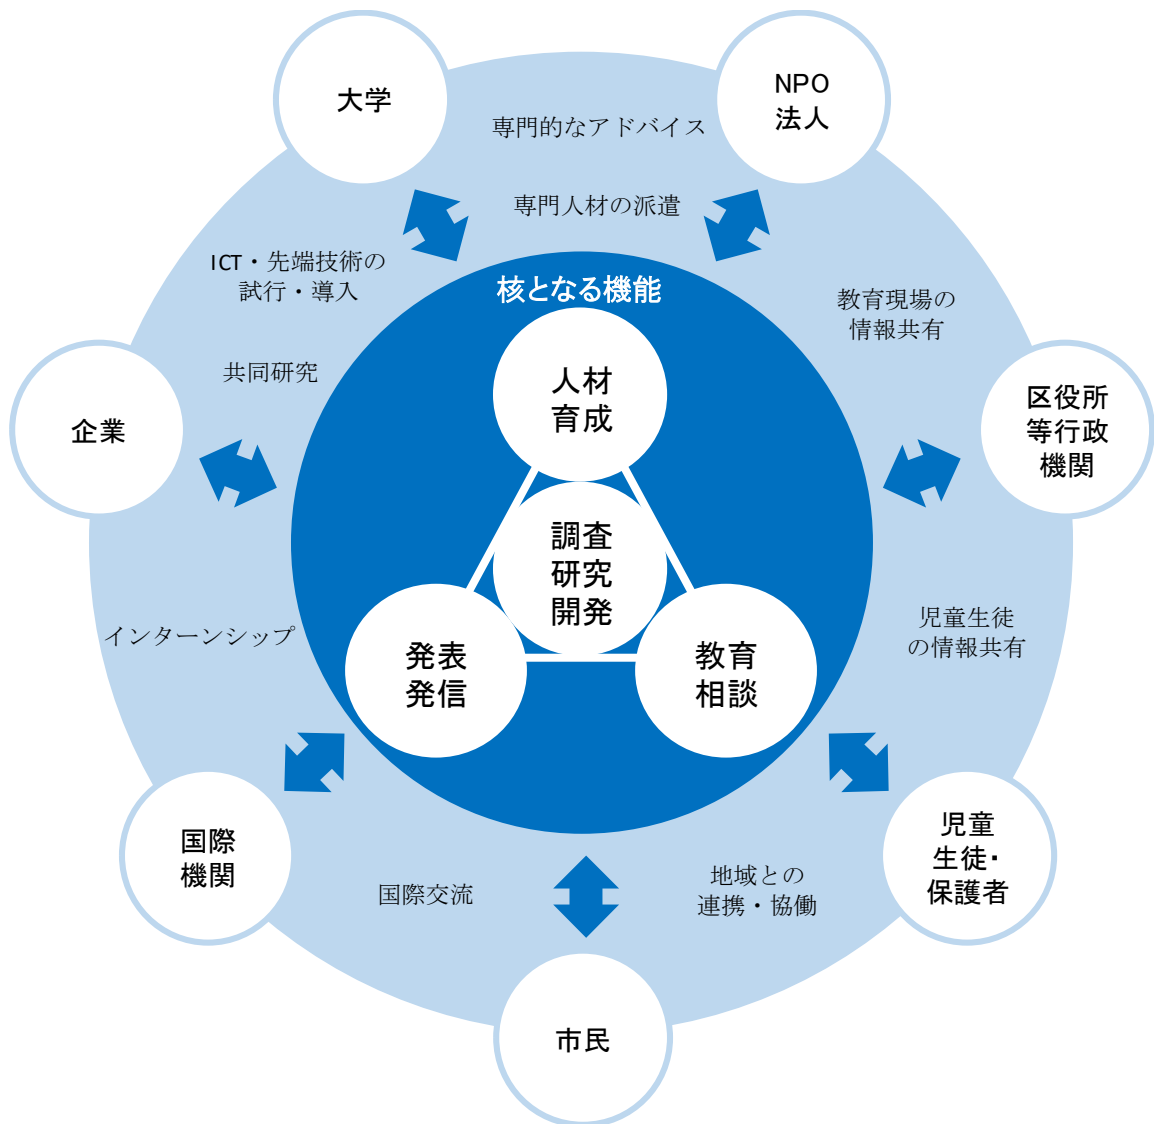 大学
NPO
法人
専門的なアドバイス
専門人材の派遣
ICT・先端技術の
試行・導入
核となる機能
教育現場の
情報共有
共同研究
人材
育成
企業
区役所
等行政
機関
調査
研究
開発
インターンシップ
児童生徒
の情報共有
発表
発信
教育
相談
国際
機関
児童
生徒・
保護者
国際交流
地域との
連携・協働
市民